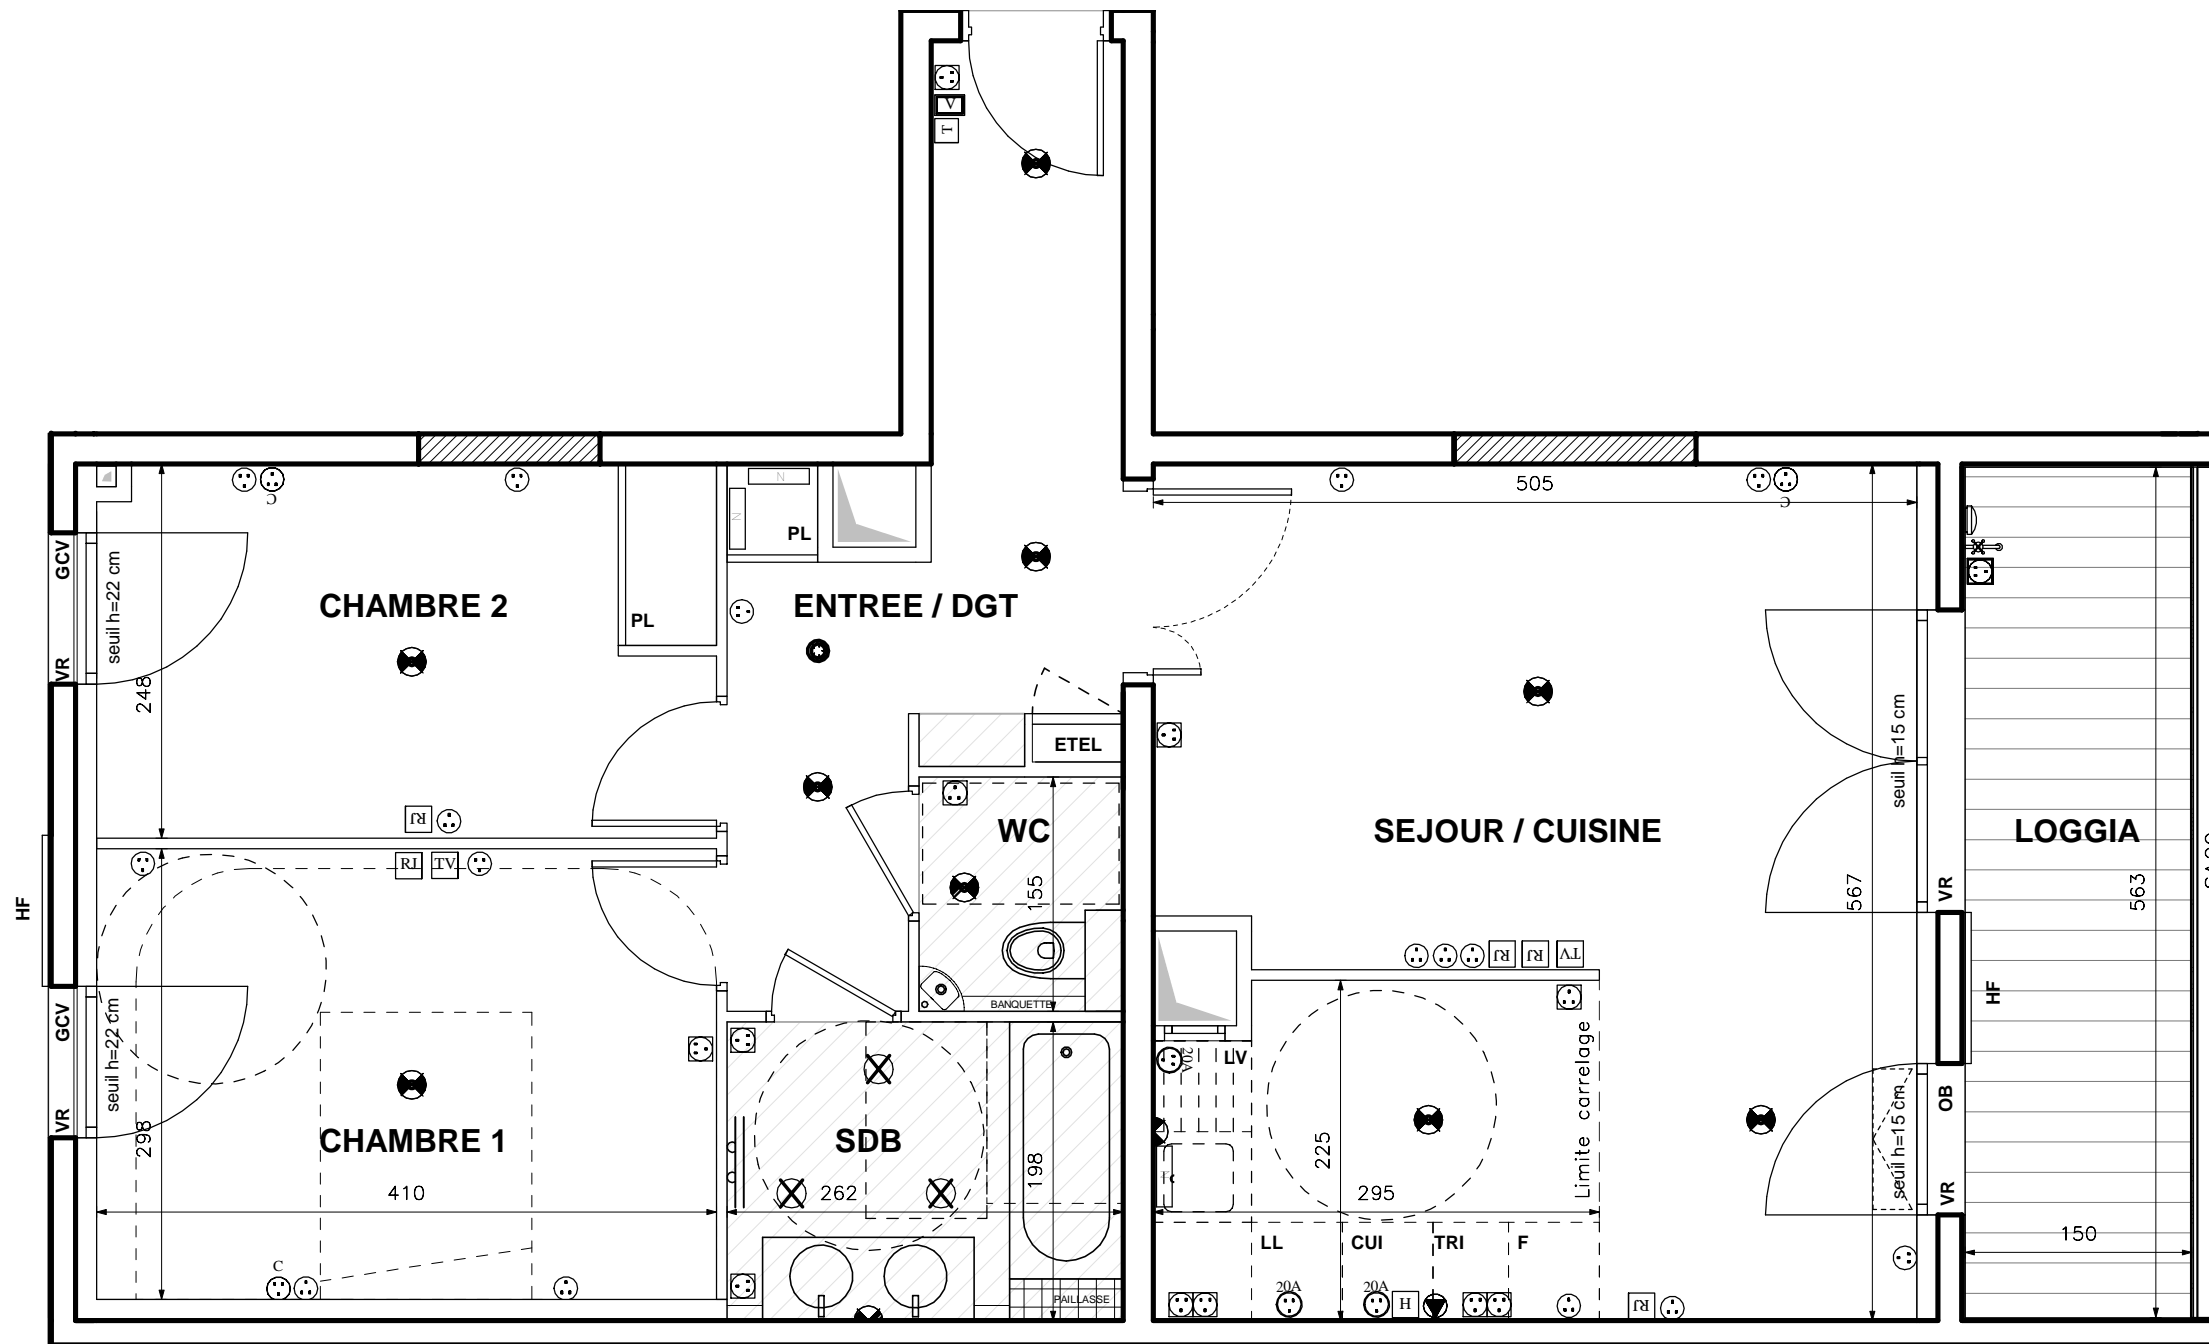 V
T
505
C
C
N
N
PL
GCV
seuil h=22 cm
CHAMBRE 2
ENTREE / DGT
PL
VR
248
ETEL
seuil h=15 cm
RJ
WC
SEJOUR / CUISINE
LOGGIA
RJ
TV
155
567
VR
563
HF
RJ
RJ
TV
HF
BANQUETTE
GCV
seuil h=22 cm
20A
LV
Limite carrelage
VR
298
CHAMBRE 1
SDB
198
225
seuil h=15 cm
OB
VR
410
262
295
150
LL
CUI
TRI
F
C
20A
20A
H
RJ
PAILLASSE